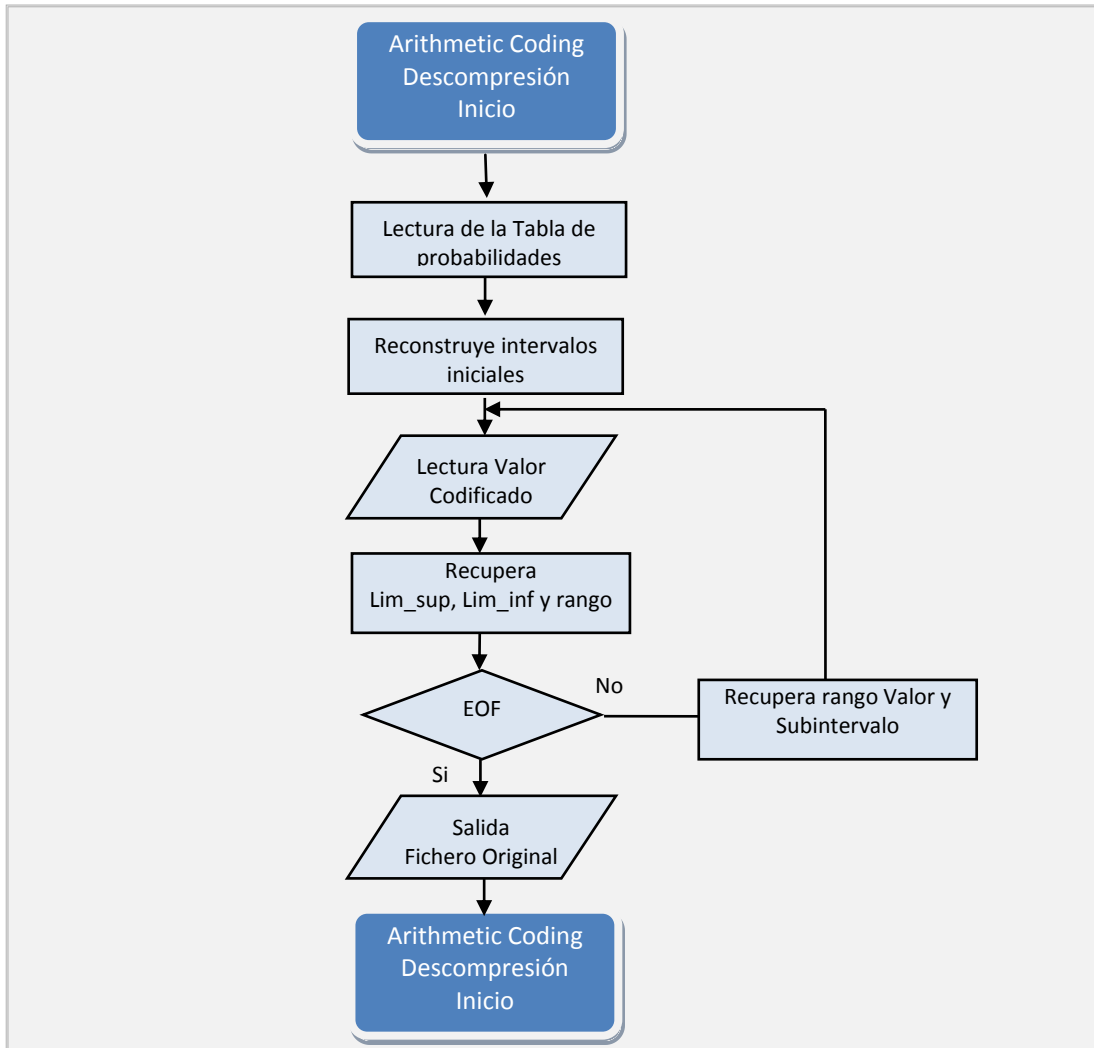 Arithmetic Coding
Descompresión
Inicio
Lectura de la Tabla de
probabilidades
Reconstruye intervalos
iniciales
Lectura Valor
Codificado
Recupera
Lim_sup, Lim_inf y rango
EOF
No
Recupera rango Valor y
Subintervalo
Si
Salida
Fichero Original
Arithmetic Coding
Descompresión
Inicio